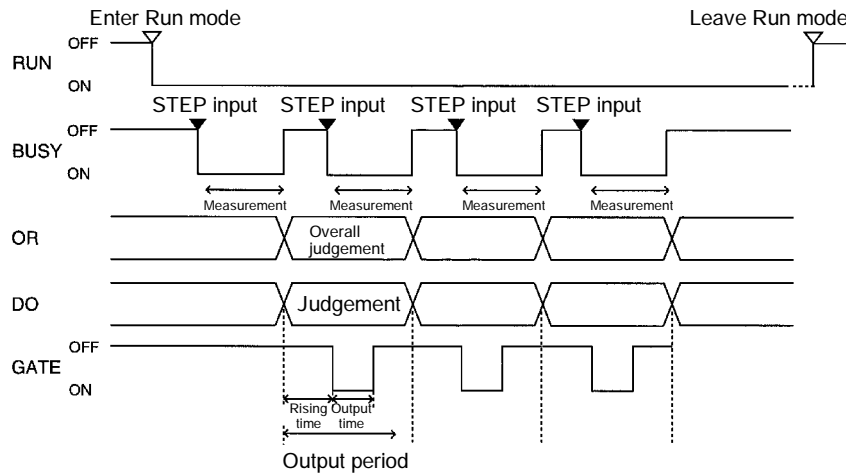 Enter Run mode Leave Run mode
RUN OFF
ON
STEP input STEP input STEP input STEP input
BUSY OFF
ON
Measurement Measurement Measurement Measurement
OR Overall
judgement
DO Judgement
GATE OFF
ON
Rising Output
time time
Output period